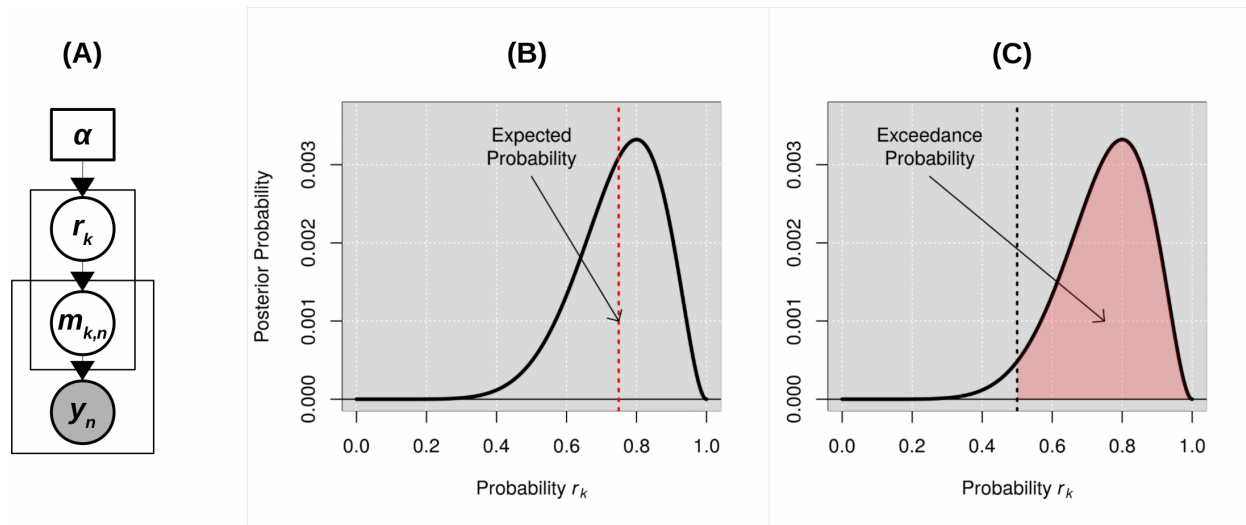 (A)
α
r k
m k,n
y n
(B)
Expected
Probability
Posterior Probability
0.003
0.002
0.001
0.000
0.0 0.2 0.4 0.6 0.8 1.0
Probability r k
(C)
Exceedance
Probability
0.003
0.002
0.001
0.000
0.0 0.2 0.4 0.6 0.8 1.0
Probability r k